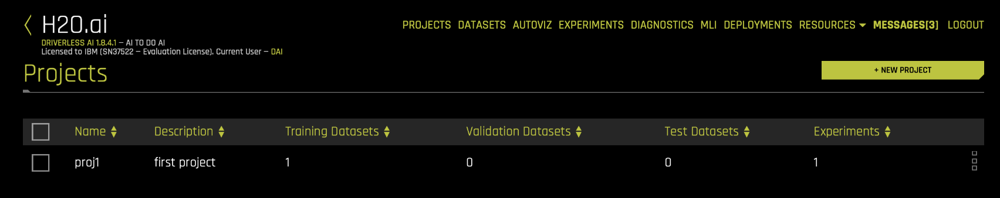 H2O.ai
PROJECTS DATASETS AUTOVIZ EXPERIMENTS DIAGNOSTICS MLI DEPLOYMENTS RESOURCES MESSAGES[3] LOGOUT
DRIVERLESS AI 1.8.4.1 – AI TO DO AI
Licensed to IBM (SN37522 – Evaluation License). Current User – DAI
Projects
+ NEW PROJECT
Name Description Training Datasets Validation Datasets Test Datasets Experiments
proj1 first project 1 0 0 1